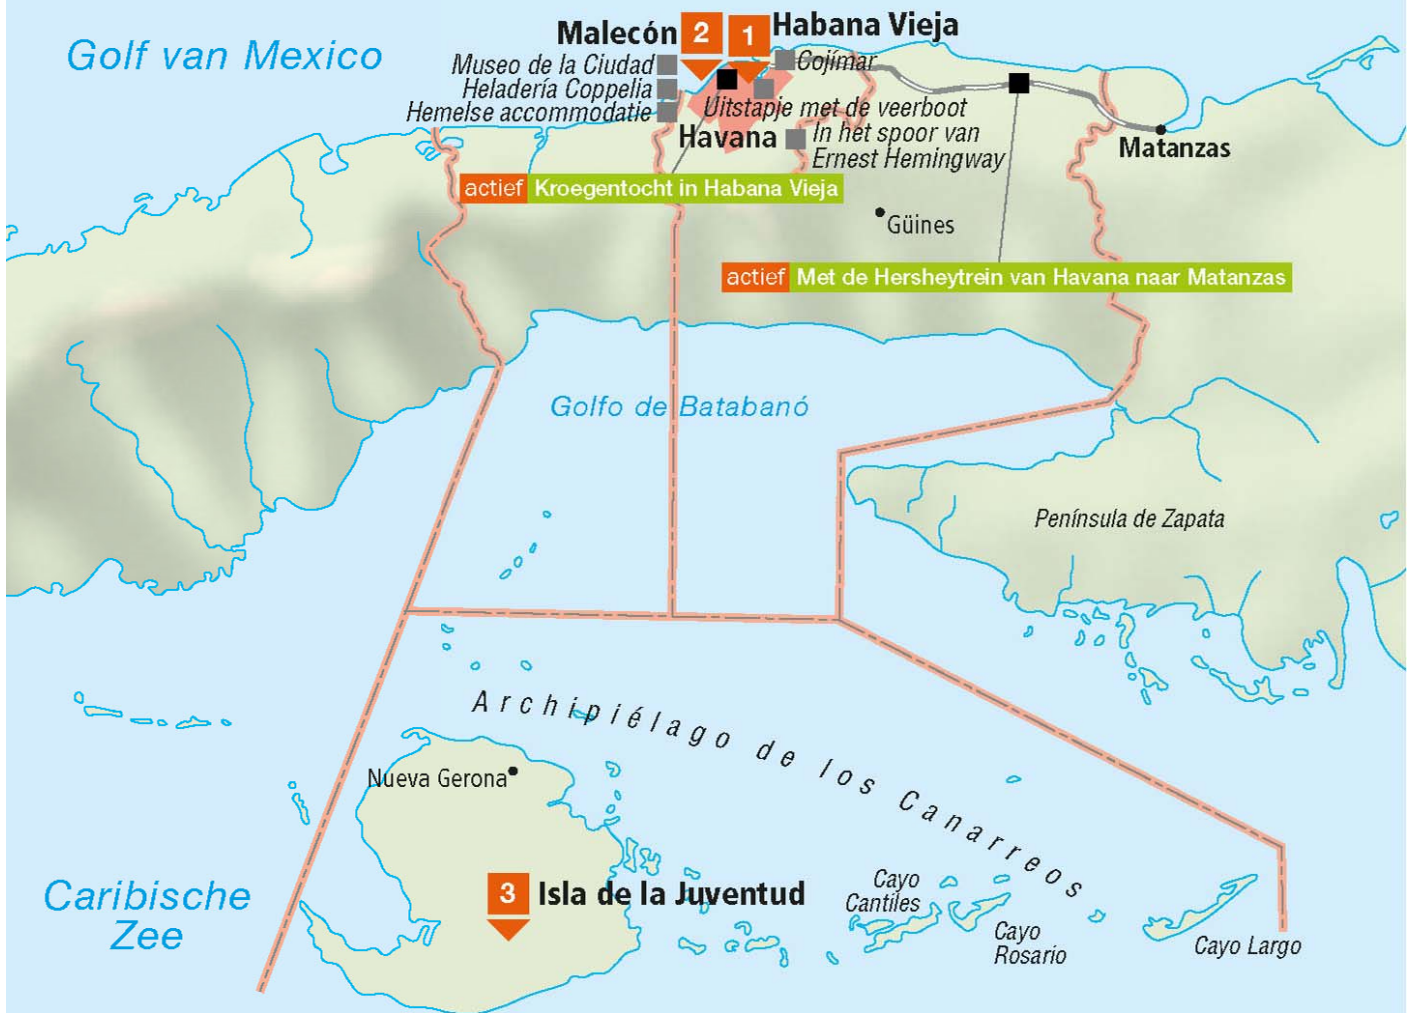 Golf van Mexico
Malecón
2
1
Habana Vieja
Museo de la Ciudad
Cojímar
Heladería Coppelia
Hemelse accommodatie
Uitstapje met de veerboot
Havana
In het spoor van
Ernest Hemingway
Matanzas
actief Kroegentocht in Habana Vieja
Güines
actief Met de Hersheytrein van Havana naar Matanzas
Golfo de Batabanó
Península de Zapata
Archipiélago de los Canarreos
Nueva Gerona
3
Isla de la Juventud
Caribische
Zee
Cayo
Cantiles
Cayo
Rosario
Cayo Largo